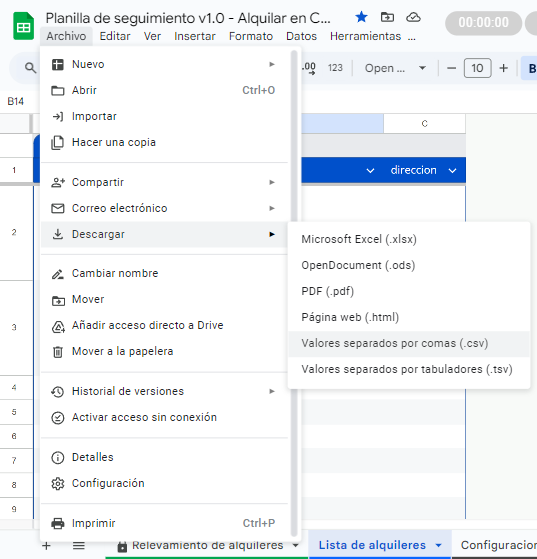 Planilla de seguimiento v1.0 - Alquilar en C...
00:00:00
Archivo Editar Ver Insertar Formato Datos Herramientas ...
.00 123 Open ... − 10 + B
B14
Nuevo
Abrir Ctrl+O
Importar
Hacer una copia
Compartir
Correo electrónico
Descargar
Cambiar nombre
Mover
Añadir acceso directo a Drive
Mover a la papelera
Historial de versiones
Activar acceso sin conexión
Detalles
Configuración
Imprimir Ctrl+P
Microsoft Excel (.xlsx)
OpenDocument (.ods)
PDF (.pdf)
Página web (.html)
Valores separados por comas (.csv)
Valores separados por tabuladores (.tsv)
C
1 direccion
2
3
4
5
6
7
8
9
+ Relevamiento de alquileres Lista de alquileres Configuracion